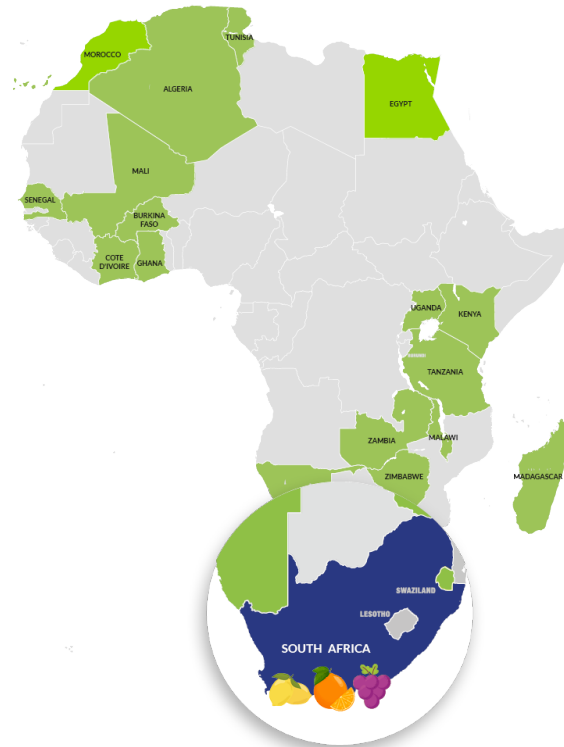 TUNISIA
MOROCCO
ALGERIA
EGYPT
MALI
SENEGAL
BURKINA
FASO
COTE
D'IVOIRE
GHANA
UGANDA
KENYA
TANZANIA
ZAMBIA
MALAWI
ZIMBABWE
MADAGASCAR
SWAZILAND
LESOTHO
SOUTH AFRICA